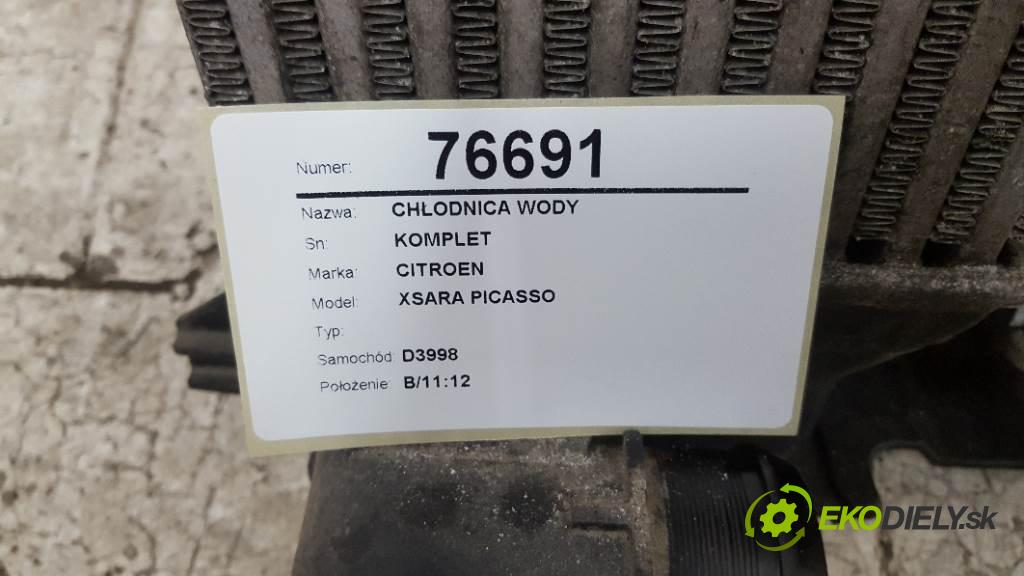 Numer: 76691
Nazwa: CHŁODNICA WODY
Sn: KOMPLET
Marka: CITROEN
Model: XSARA PICASSO
Typ:
Samochód: D3998
Położenie: B/11:12
EKODIELY.sk